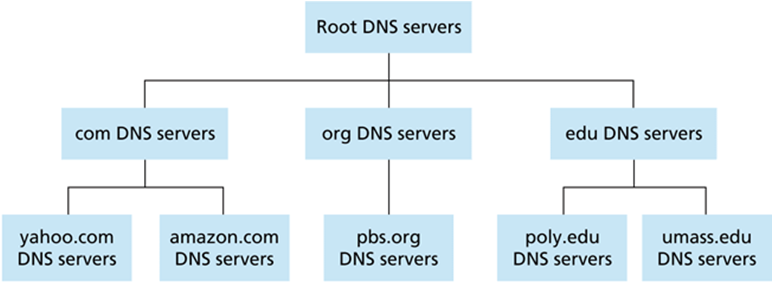 Root DNS servers
com DNS servers
org DNS servers
edu DNS servers
yahoo.com
DNS servers
amazon.com
DNS servers
pbs.org
DNS servers
poly.edu
DNS servers
umass.edu
DNS servers